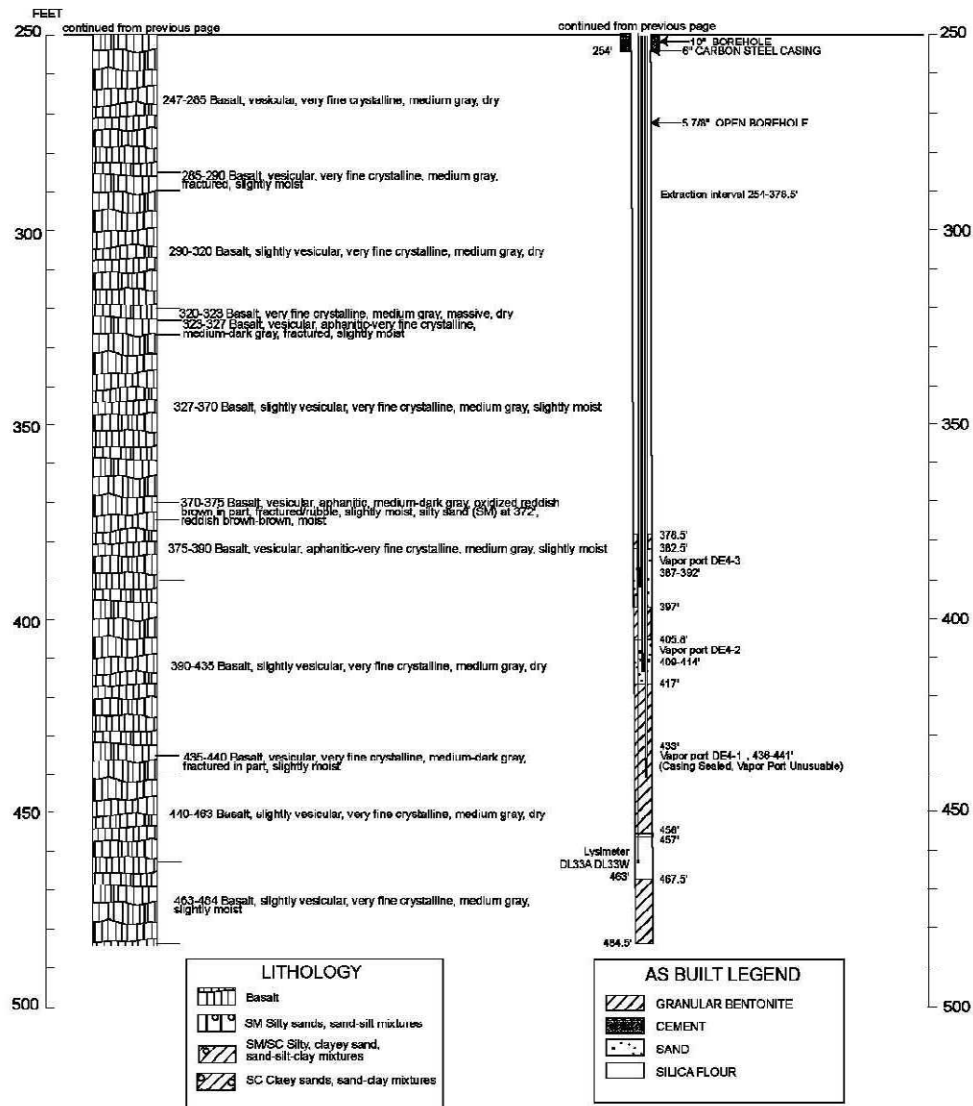 FEET
continued from previous page
continued from previous page
250
250
10" BOREHOLE
254'
6" CARBON STEEL CASING
247-285 Basalt, vesicular, very fine crystalline, medium gray, dry
5 7/8" OPEN BOREHOLE
285-290 Basalt, vesicular, very fine crystalline, medium gray,
fractured, slightly moist
Extraction interval 254-378.5'
300
300
290-320 Basalt, slightly vesicular, very fine crystalline, medium gray, dry
320-323 Basalt, very fine crystalline, medium gray, massive, dry
323-327 Basalt, vesicular, aphanitic-very fine crystalline,
medium-dark gray, fractured, slightly moist
327-370 Basalt, slightly vesicular, very fine crystalline, medium gray, slightly moist
350
350
370-375 Basalt, vesicular, aphanitic, medium-dark gray, oxidized reddish
brown in part, fractured/rubble, slightly moist, silty sand (SM) at 372',
reddish brown-brown, moist
378.5'
375-390 Basalt, vesicular, aphanitic-very fine crystalline, medium gray, slightly moist
382.5'
Vapor port DE4-3
387-392'
397'
400
400
405.8'
Vapor port DE4-2
409-414'
390-435 Basalt, slightly vesicular, very fine crystalline, medium gray, dry
417'
433'
435-440 Basalt, vesicular, very fine crystalline, medium-dark gray,
fractured in part, slightly moist
Vapor port DE4-1 , 436-441'
(Casing Sealed, Vapor Port Unusuable)
450
450
440-463 Basalt, slightly vesicular, very fine crystalline, medium gray, dry
456'
457'
Lysimeter
DL33A DL33W
463'
467.5'
463-484 Basalt, slightly vesicular, very fine crystalline, medium gray,
slightly moist
484.5'
500
500
LITHOLOGY
Basalt
SM Silty sands, sand-silt mixtures
SM/SC Silty, clayey sand,
sand-silt-clay mixtures
SC Claey sands, sand-clay mixtures
AS BUILT LEGEND
GRANULAR BENTONITE
CEMENT
SAND
SILICA FLOUR